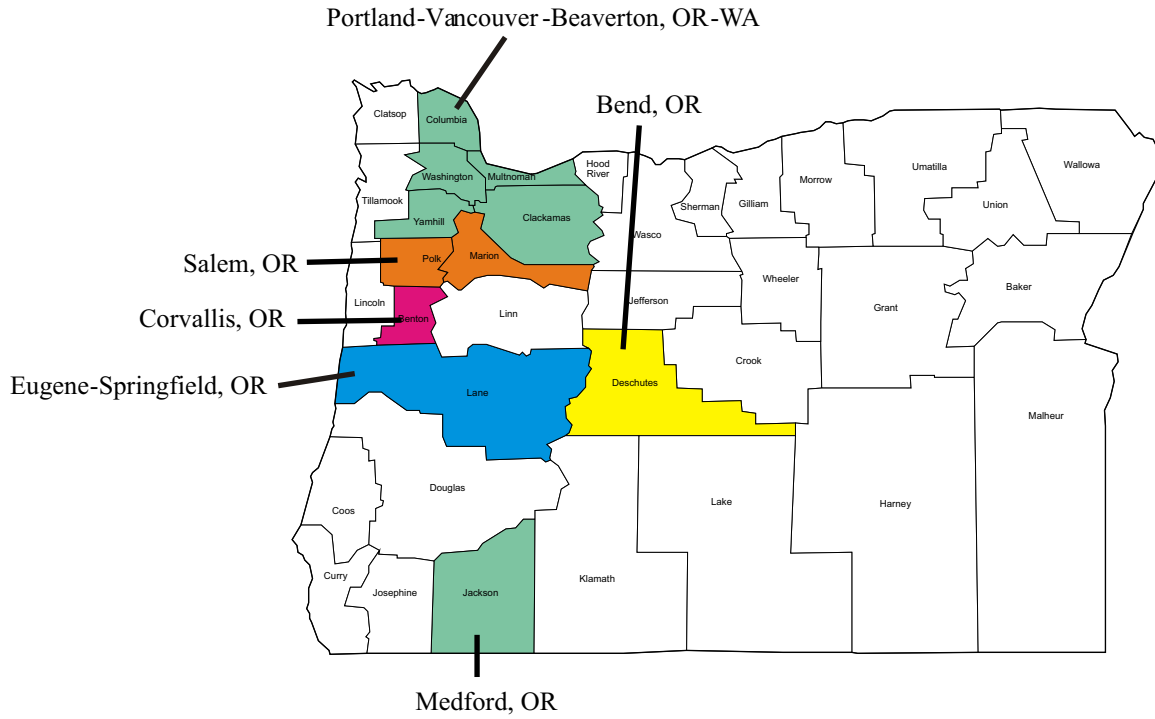 Portland-Vancouver-Beaverton, OR-WA
Bend, OR
Clatsop
Columbia
Hood
River
Washington
Multnoman
Tillamook
Yamhill
Clackamas
Sherman
Gilliam
Morrow
Umatilla
Union
Wallowa
Wasco
Salem, OR
Polk
Marion
Wheeler
Baker
Lincoln
Jefferson
Grant
Corvallis, OR
Benton
Linn
Crook
Eugene-Springfield, OR
Lane
Deschutes
Malheur
Douglas
Lake
Harney
Coos
Curry
Josephine
Jackson
Klamath
Medford, OR